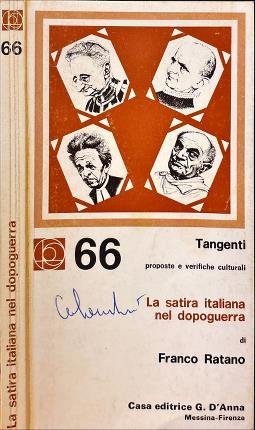 66
La satira italiana nel dopoguerra
66
Tangenti
proposte e verifiche culturali
La satira italiana
nel dopoguerra
di
Franco Ratano
Casa editrice G. D'Anna
Messina-Firenze